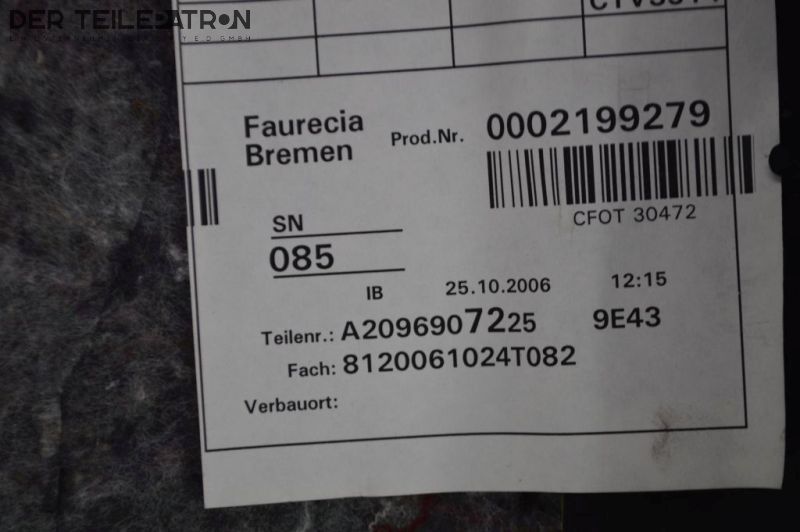 DER TEILEPATRON
Faurecia
Bremen
Prod.Nr. 0002199279
CFOT 30472
SN
085
IB 25.10.2006 12:15
Teilenr.: A2096907225 9E43
Fach: 8120061024T082
Verbauort: